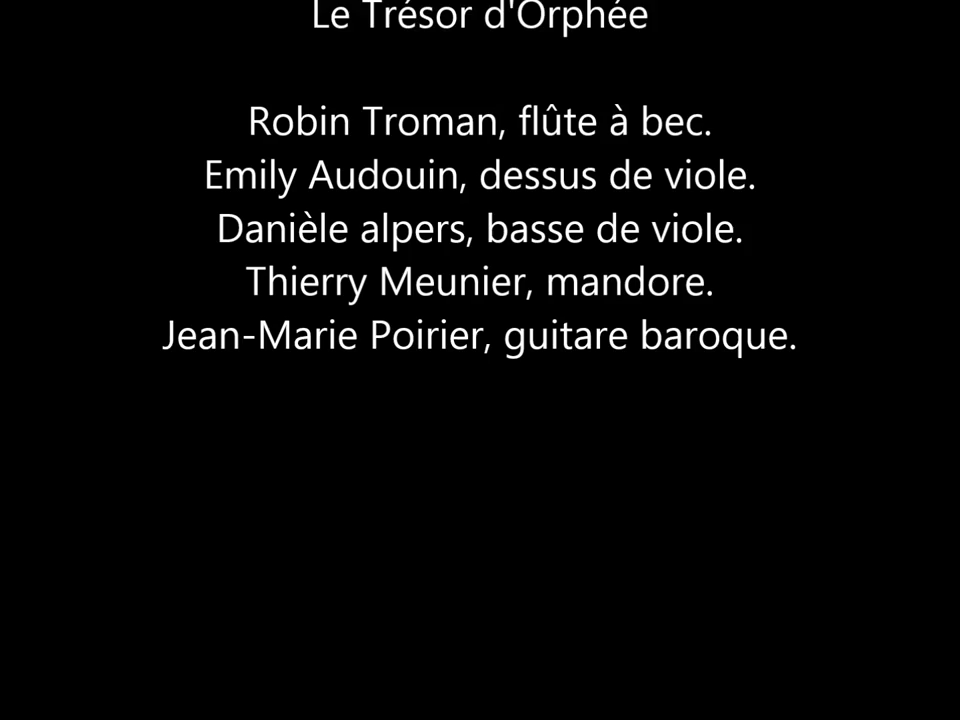 Le Trésor d'Orphée
Robin Troman, flûte à bec.
Emily Audouin, dessus de viole.
Danièle alpers, basse de viole.
Thierry Meunier, mandore.
Jean-Marie Poirier, guitare baroque.